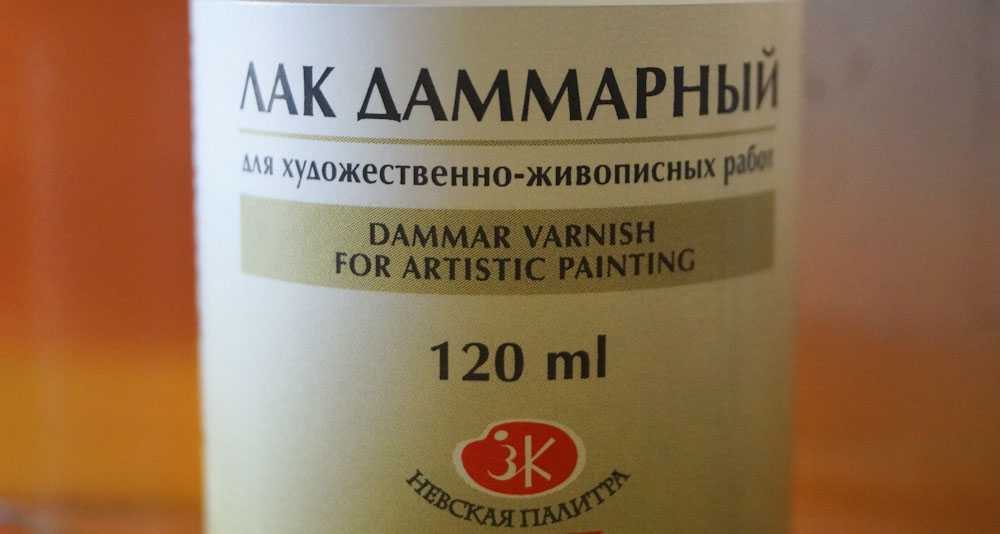 ЛАК ДАММАРНЫЙ
для художественно-живописных работ
DAMMAR VARNISH
FOR ARTISTIC PAINTING
120 ml
ЗК
НЕВСКАЯ ПАЛИТРА